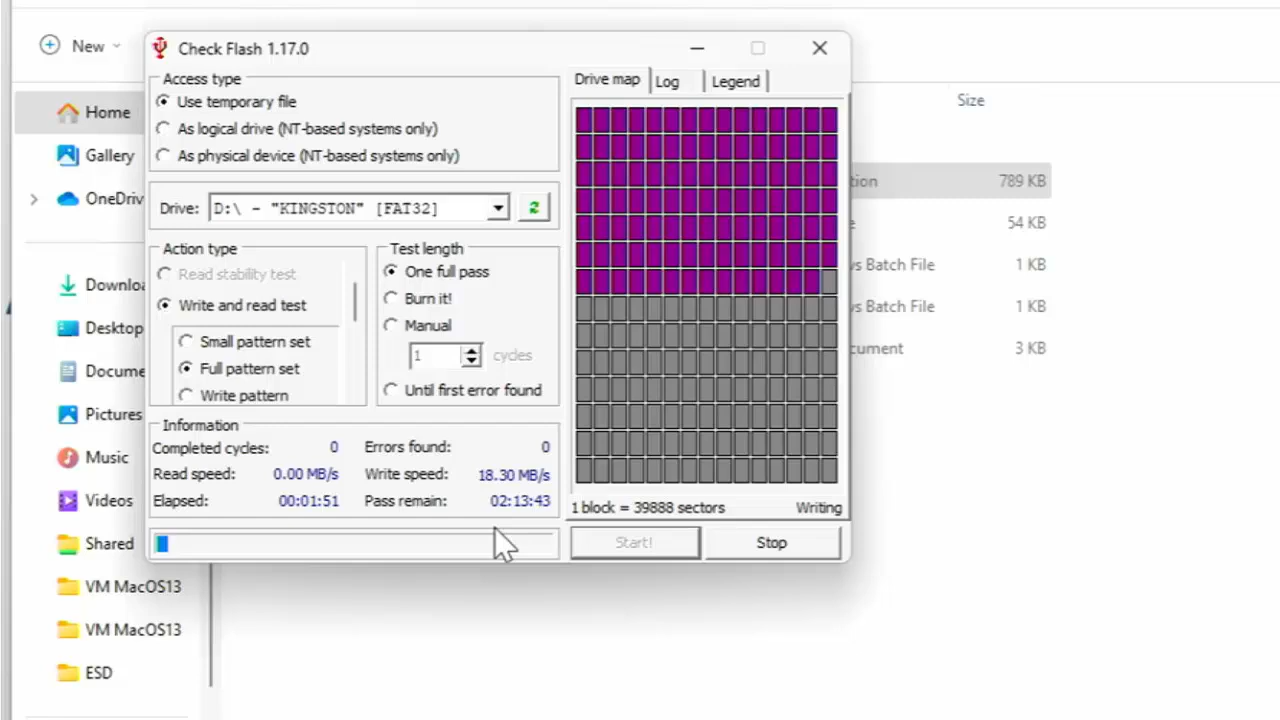 New
Home
Gallery
OneDriv
Downloa
Desktop
Docume
Pictures
Music
Videos
Shared
VM MacOS13
VM MacOS13
ESD
Check Flash 1.17.0
Access type
Use temporary file
As logical drive (NT-based systems only)
As physical device (NT-based systems only)
Drive: D:\ - "KINGSTON" [FAT32]
Action type
Read stability test
Write and read test
Small pattern set
Full pattern set
Write pattern
Test length
One full pass
Burn it!
Manual
1 cycles
Until first error found
Information
Completed cycles: 0 Errors found: 0
Read speed: 0.00 MB/s Write speed: 18.30 MB/s
Elapsed: 00:01:51 Pass remain: 02:13:43
Drive map Log Legend
1 block = 39888 sectors Writing
Start! Stop
Size
tion 789 KB
e 54 KB
vs Batch File 1 KB
vs Batch File 1 KB
cument 3 KB